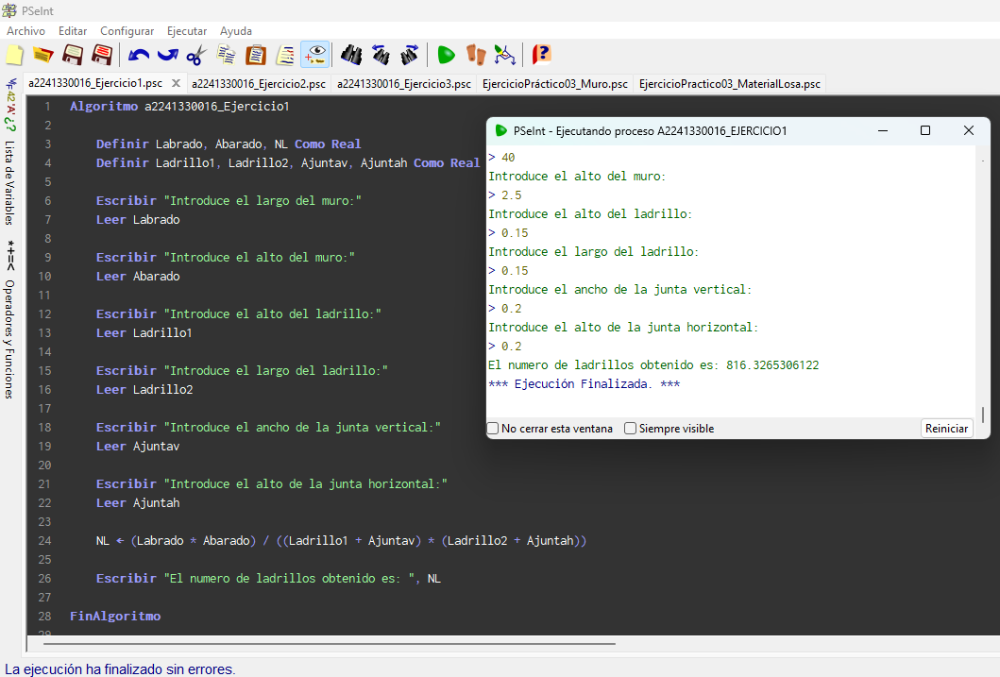 PSeInt
Archivo Editar Configurar Ejecutar Ayuda
a2241330016_Ejercicio1.psc a2241330016_Ejercicio2.psc a2241330016_Ejercicio3.psc EjercicioPráctico03_Muro.psc EjercicioPractico03_MaterialLosa.psc
Lista de Variables
Operadores y Funciones
1 Algoritmo a2241330016_Ejercicio1
2
3 Definir Labrado, Abarado, NL Como Real
4 Definir Ladrillo1, Ladrillo2, Ajuntav, Ajuntah Como Real
5
6 Escribir "Introduce el largo del muro:"
7 Leer Labrado
8
9 Escribir "Introduce el alto del muro:"
10 Leer Abarado
11
12 Escribir "Introduce el alto del ladrillo:"
13 Leer Ladrillo1
14
15 Escribir "Introduce el largo del ladrillo:"
16 Leer Ladrillo2
17
18 Escribir "Introduce el ancho de la junta vertical:"
19 Leer Ajuntav
20
21 Escribir "Introduce el alto de la junta horizontal:"
22 Leer Ajuntah
23
24 NL ← (Labrado * Abarado) / ((Ladrillo1 + Ajuntav) * (Ladrillo2 + Ajuntah))
25
26 Escribir "El numero de ladrillos obtenido es: ", NL
27
28 FinAlgoritmo
29
PSeInt - Ejecutando proceso A2241330016_EJERCICIO1
> 40
Introduce el alto del muro:
> 2.5
Introduce el alto del ladrillo:
> 0.15
Introduce el largo del ladrillo:
> 0.15
Introduce el ancho de la junta vertical:
> 0.2
Introduce el alto de la junta horizontal:
> 0.2
El numero de ladrillos obtenido es: 816.3265306122
*** Ejecución Finalizada. ***
No cerrar esta ventana Siempre visible Reiniciar
La ejecución ha finalizado sin errores.